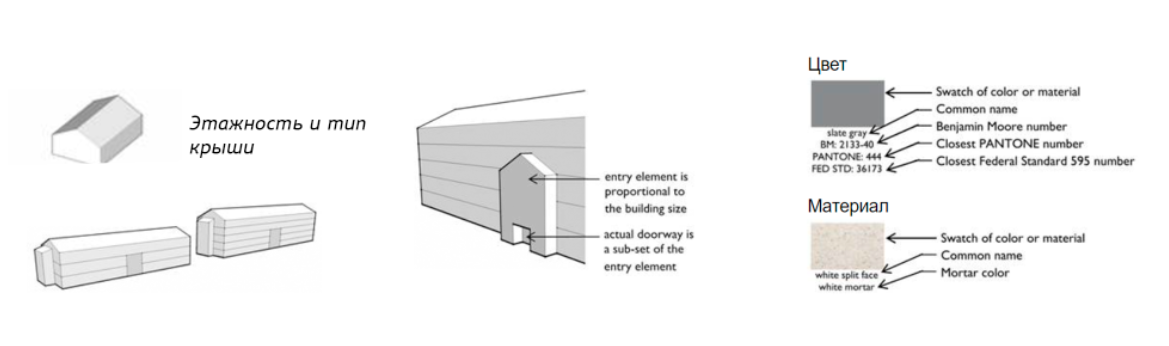 Этажность и тип
крыши
entry element is
proportional to
the building size
actual doorway is
a sub-set of the
entry element
Цвет
slate gray
BM: 2133-40
PANTONE: 444
FED STD: 36173
Swatch of color or material
Common name
Benjamin Moore number
Closest PANTONE number
Closest Federal Standard 595 number
Материал
white split face
white mortar
Swatch of color or material
Common name
Mortar color